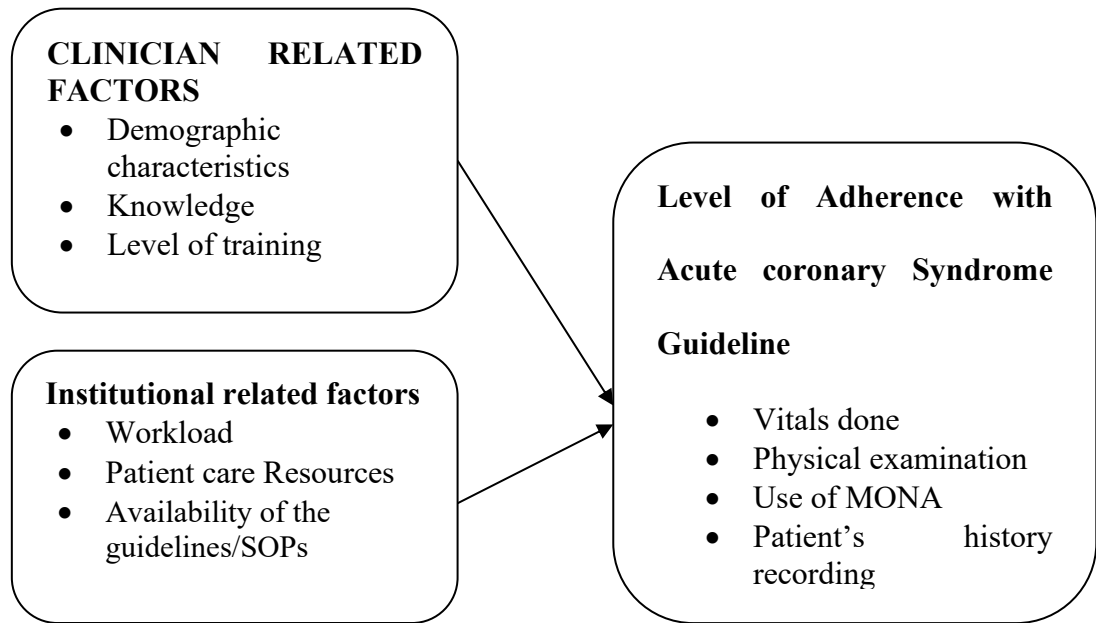 CLINICIAN RELATED
FACTORS
• Demographic
characteristics
• Knowledge
• Level of training
Institutional related factors
• Workload
• Patient care Resources
• Availability of the
guidelines/SOPs
Level of Adherence with
Acute coronary Syndrome
Guideline
• Vitals done
• Physical examination
• Use of MONA
• Patient’s history
recording